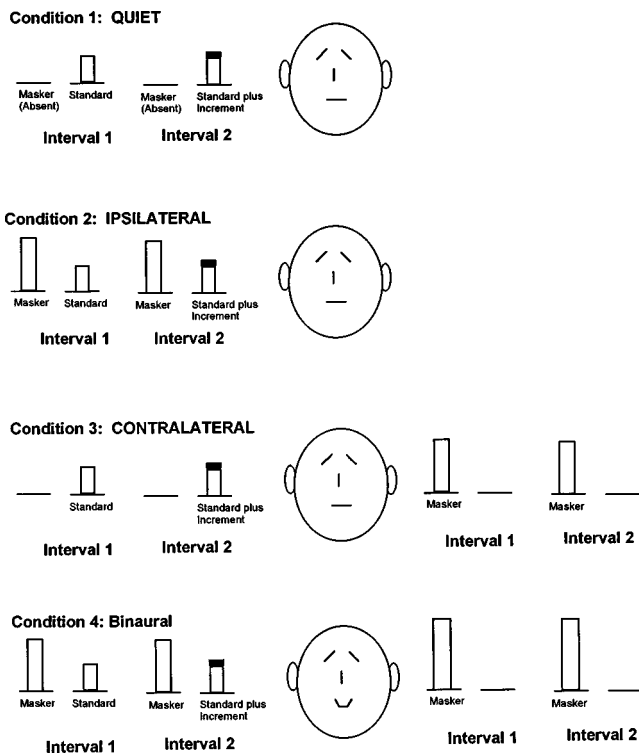 Condition 1: QUIET
Masker
(Absent)
Standard
Masker
(Absent)
Standard plus
Increment
Interval 1
Interval 2
Condition 2: IPSILATERAL
Masker
Standard
Masker
Standard plus
Increment
Interval 1
Interval 2
Condition 3: CONTRALATERAL
Standard
Standard plus
Increment
Masker
Masker
Interval 1
Interval 2
Interval 1
Interval 2
Condition 4: Binaural
Masker
Standard
Masker
Standard plus
Increment
Masker
Masker
Interval 1
Interval 2
Interval 1
Interval 2